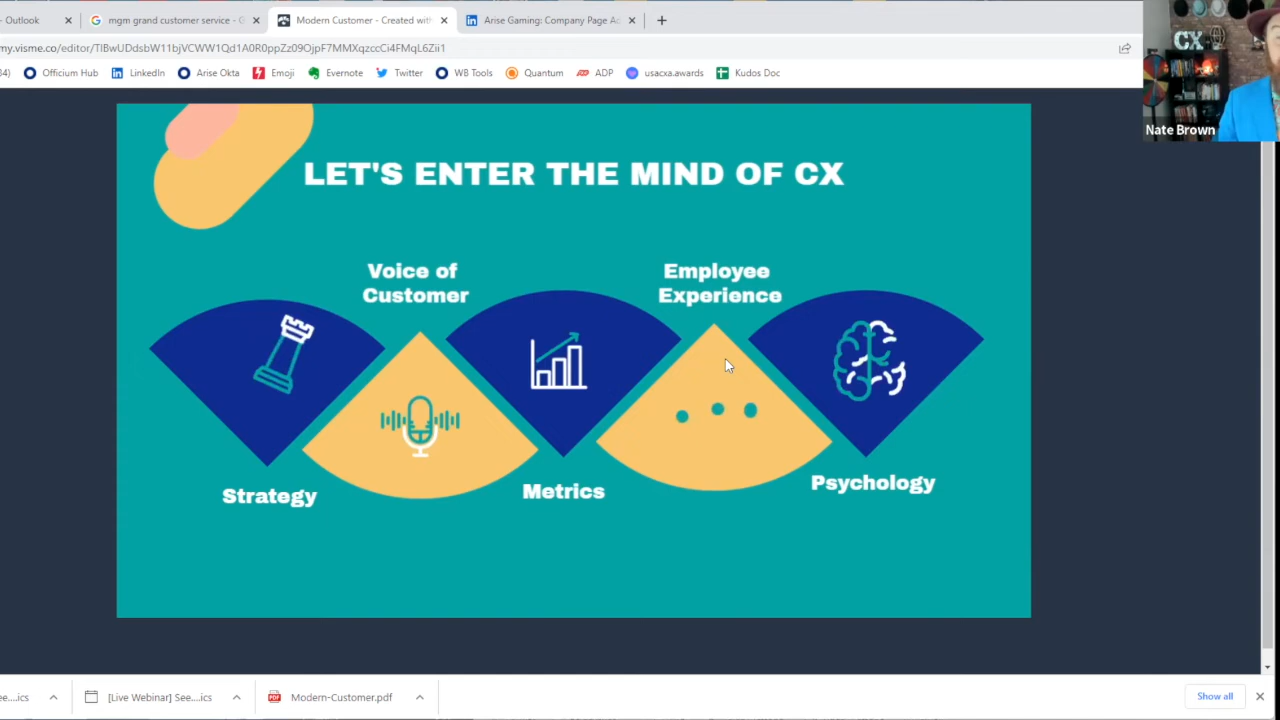 - Outlook
mgm grand customer service - G
Modern Customer - Created with
Arise Gaming: Company Page Ad
my.visme.co/editor/TlBwUDdsbW11bjVCWW1Qd1A0R0ppZz09OjpF7MMXqzccCi4FMqL6Zii1
Officium Hub
LinkedIn
Arise Okta
Emoji
Evernote
Twitter
WB Tools
Quantum
ADP
usacxa.awards
Kudos Doc
CX
Nate Brown
LET'S ENTER THE MIND OF CX
Voice of
Customer
Employee
Experience
Strategy
Metrics
Psychology
ee....ics
[Live Webinar] See....ics
Modern-Customer.pdf
Show all